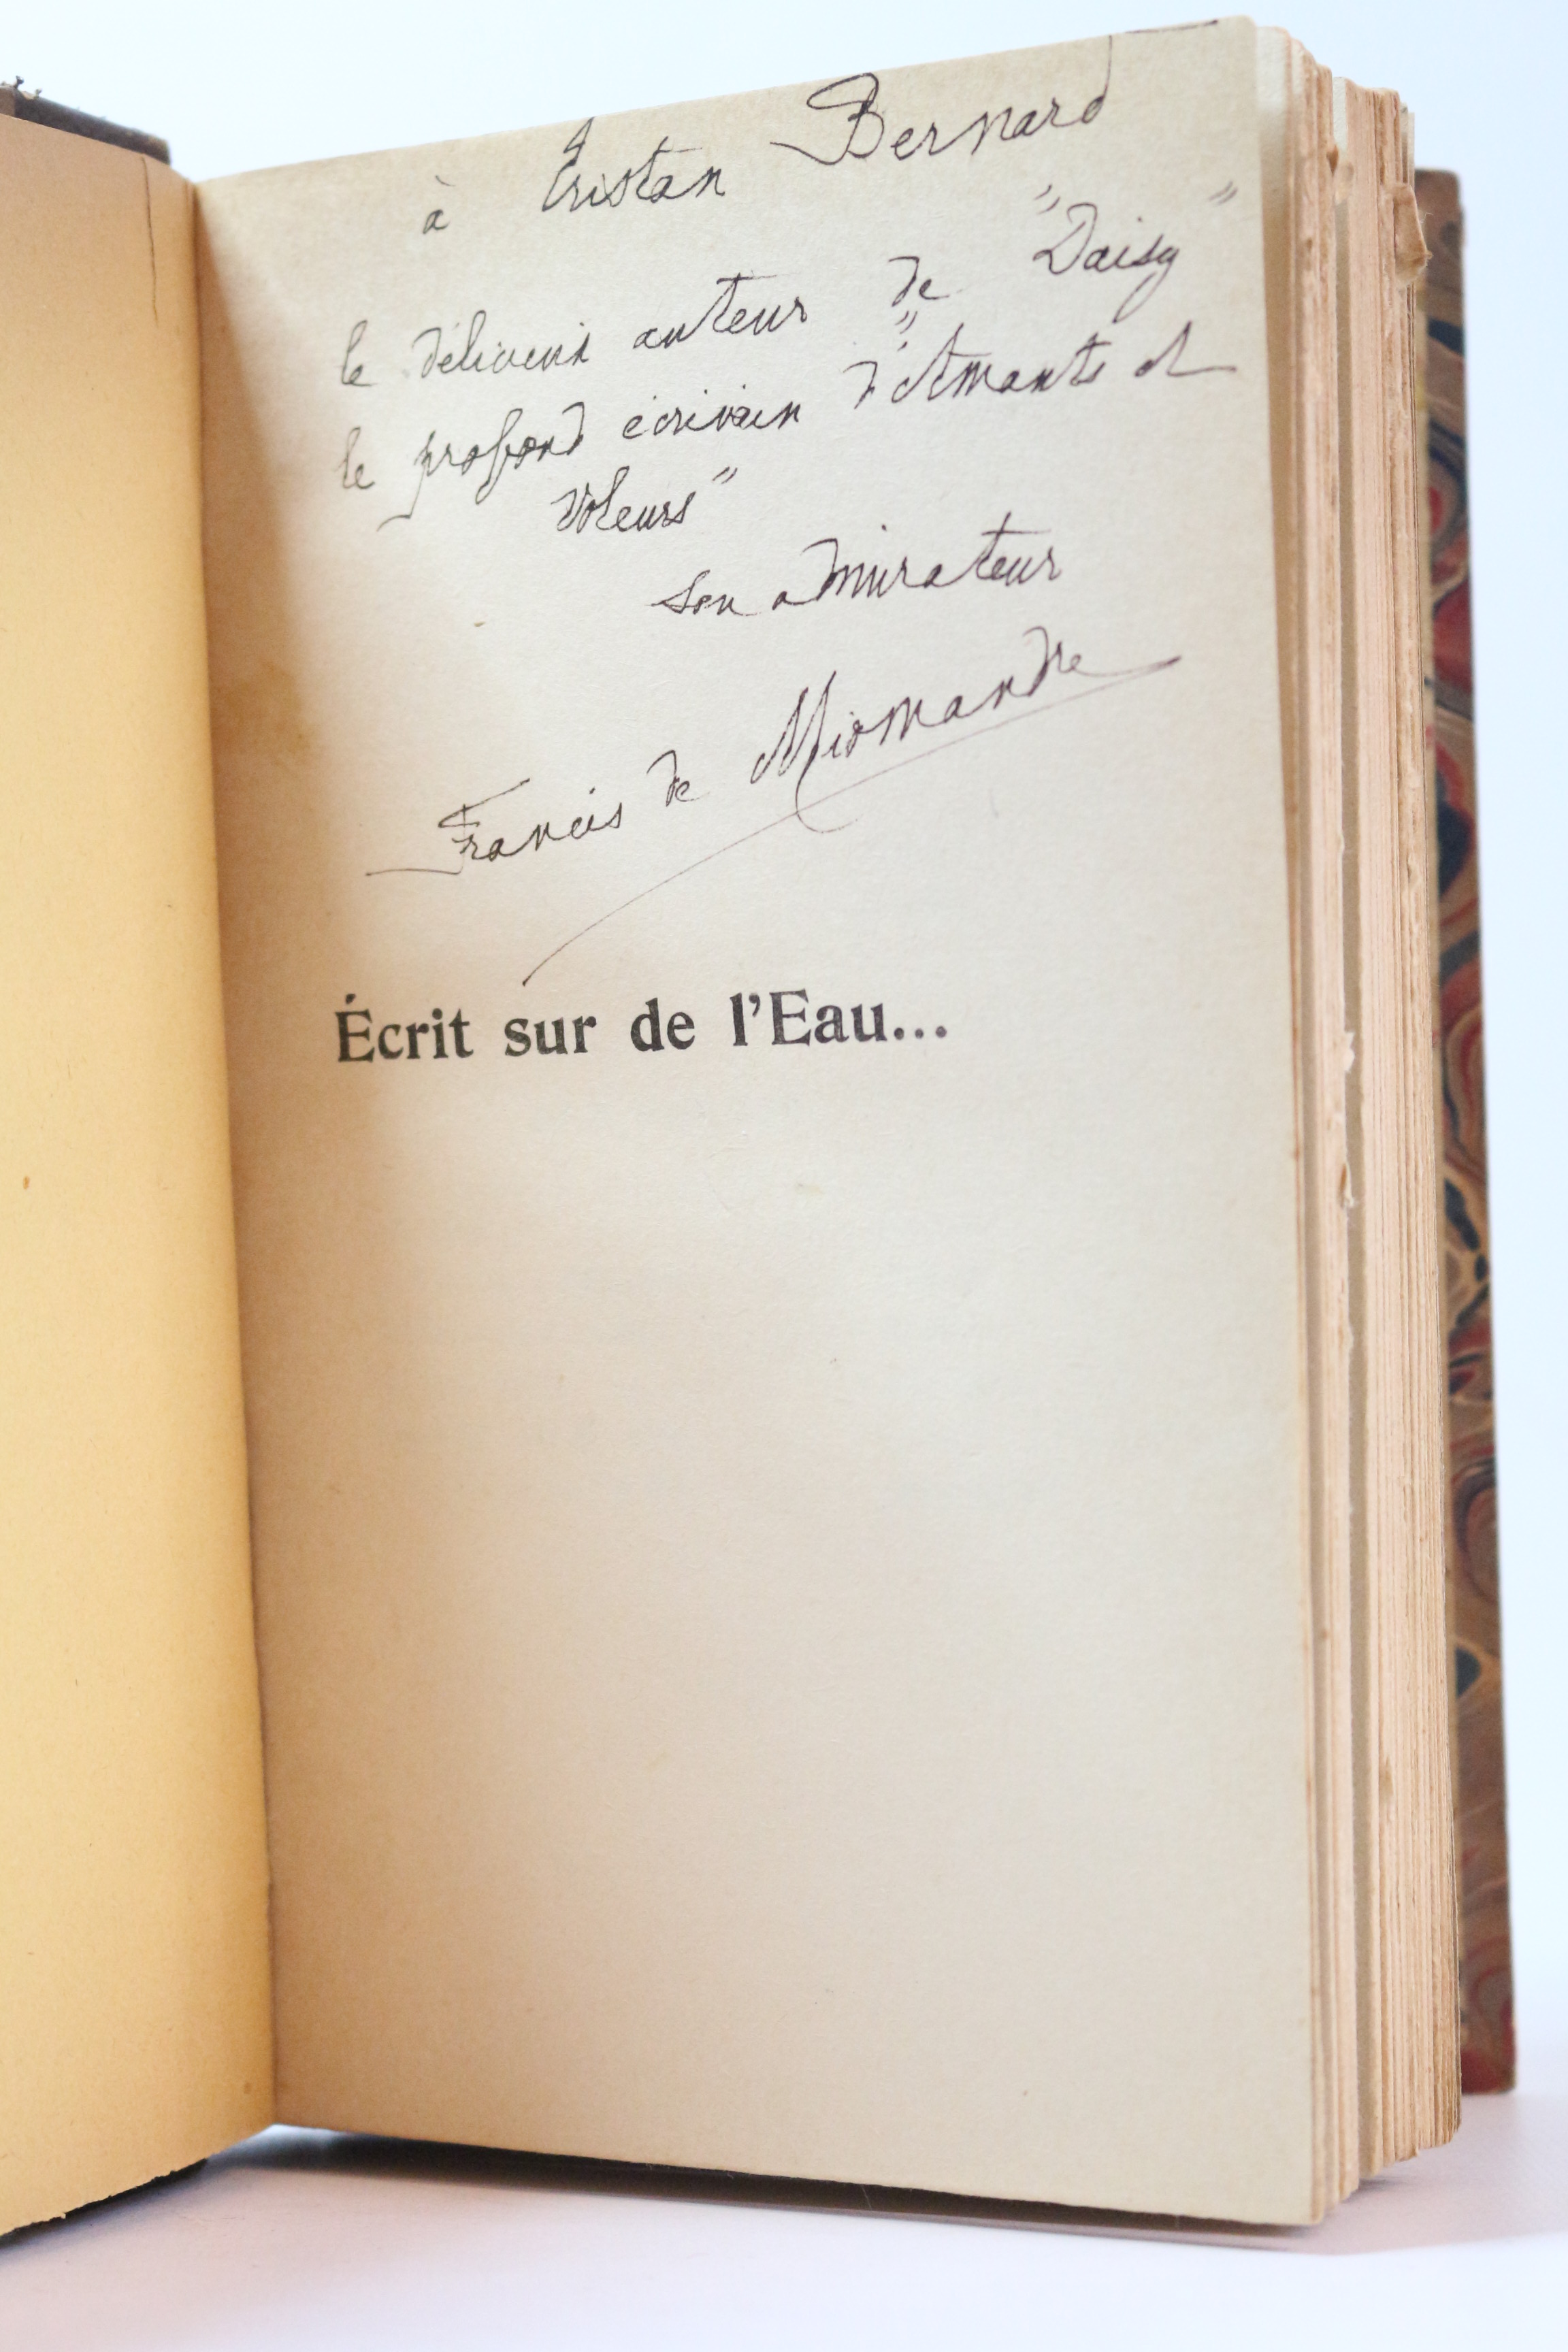 à Tristan Bernard
le délicieux auteur de "Daisy"
le profond écrivain d'"Amants et
Voleurs"
son admirateur
Francis de Miomandre
Écrit sur de l'Eau...